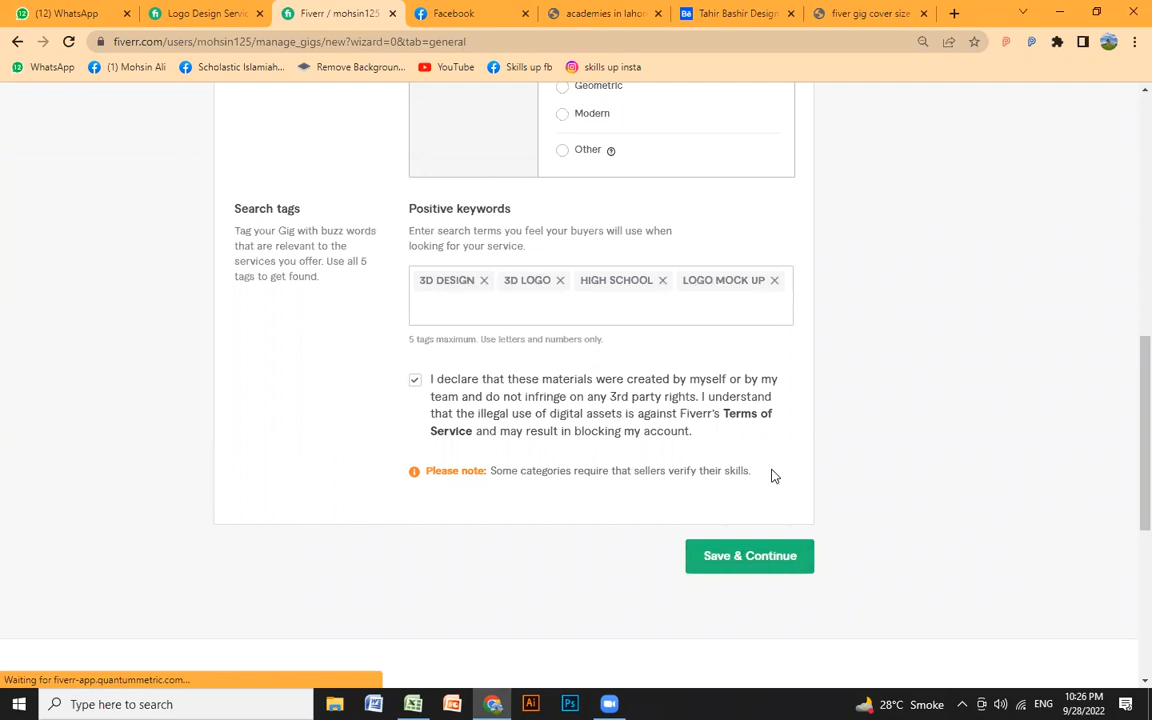 (12) WhatsApp
Logo Design Servic
Fiverr / mohsin125
Facebook
academies in lahor
Tahir Bashir Design
fiver gig cover size
fiverr.com/users/mohsin125/manage_gigs/new?wizard=0&tab=general
WhatsApp
(1) Mohsin Ali
Scholastic Islamiah...
Remove Backgroun...
YouTube
Skills up fb
skills up insta
Geometric
Modern
Other
Search tags
Tag your Gig with buzz words
that are relevant to the
services you offer. Use all 5
tags to get found.
Positive keywords
Enter search terms you feel your buyers will use when
looking for your service.
3D DESIGN
3D LOGO
HIGH SCHOOL
LOGO MOCK UP
5 tags maximum. Use letters and numbers only.
I declare that these materials were created by myself or by my
team and do not infringe on any 3rd party rights. I understand
that the illegal use of digital assets is against Fiverr's Terms of
Service and may result in blocking my account.
Please note: Some categories require that sellers verify their skills.
Save & Continue
Waiting for fiverr-app.quantummetric.com...
Type here to search
28°C Smoke
ENG
10:26 PM
9/28/2022